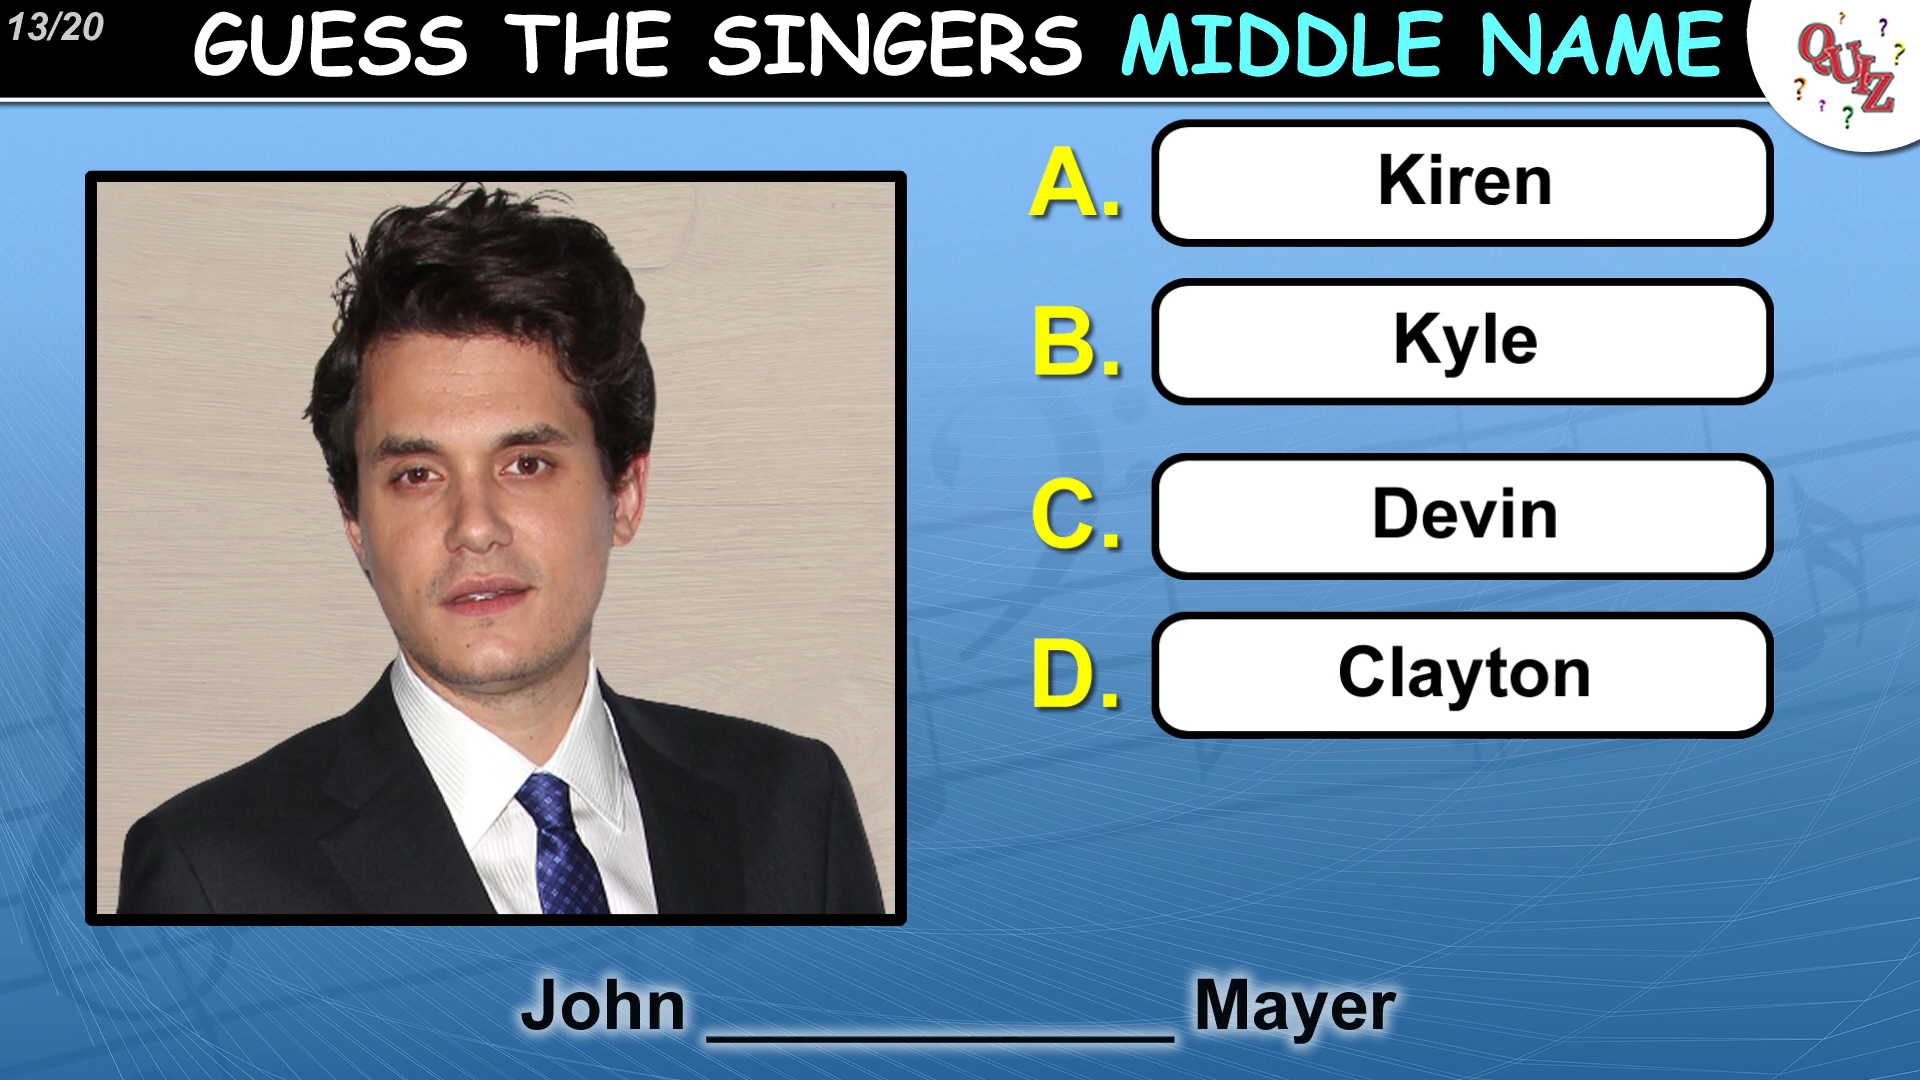 13/20
GUESS THE SINGERS MIDDLE NAME
QUIZ
A. Kiren
B. Kyle
C. Devin
D. Clayton
John ____________ Mayer